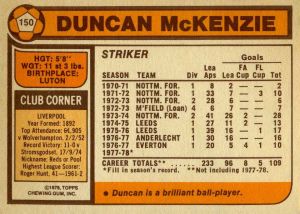 150
DUNCAN McKENZIE
HGT: 5'8"
WGT: 11 st 3 lbs.
BIRTHPLACE:
LUTON
CLUB CORNER
LIVERPOOL
Year Formed: 1892
Top Attendance: 61,905
v Wolverhampton, 2/2/52
Record Victory: 11-0 v
Stromsgodset, 17/9/74
Nickname: Reds or Pool
Highest League Scorer:
Roger Hunt, 41—1961-2
STRIKER
Goals
Lea FA FL
SEASON TEAM Div Aps Lea Cup Cup Tot
1970-71 NOTTM. FOR. 1
1971-72 NOTTM. FOR. 1 33 7 – 3 10
1972-73 NOTTM. FOR. 2 28 6 – – 6
1972-73 M'FIELD (Loan) 4 6 7 – – 7
1973-74 NOTTM. FOR. 2 41 26 2 – 28
1974-75 LEEDS 1 27 11 2 – 13
1975-76 LEEDS 1 39 16 – 1 17
1976-77 ANDERLECHT 1 30 16 – – 16
1976-77 EVERTON 1 20 5 4 1 10
1977-78*
CAREER TOTALS** 233 96 8 5 109
*Fill in season's record. **Not including 1977-78.
©1978, TOPPS
CHEWING GUM, INC.
Duncan is a brilliant ball-player.